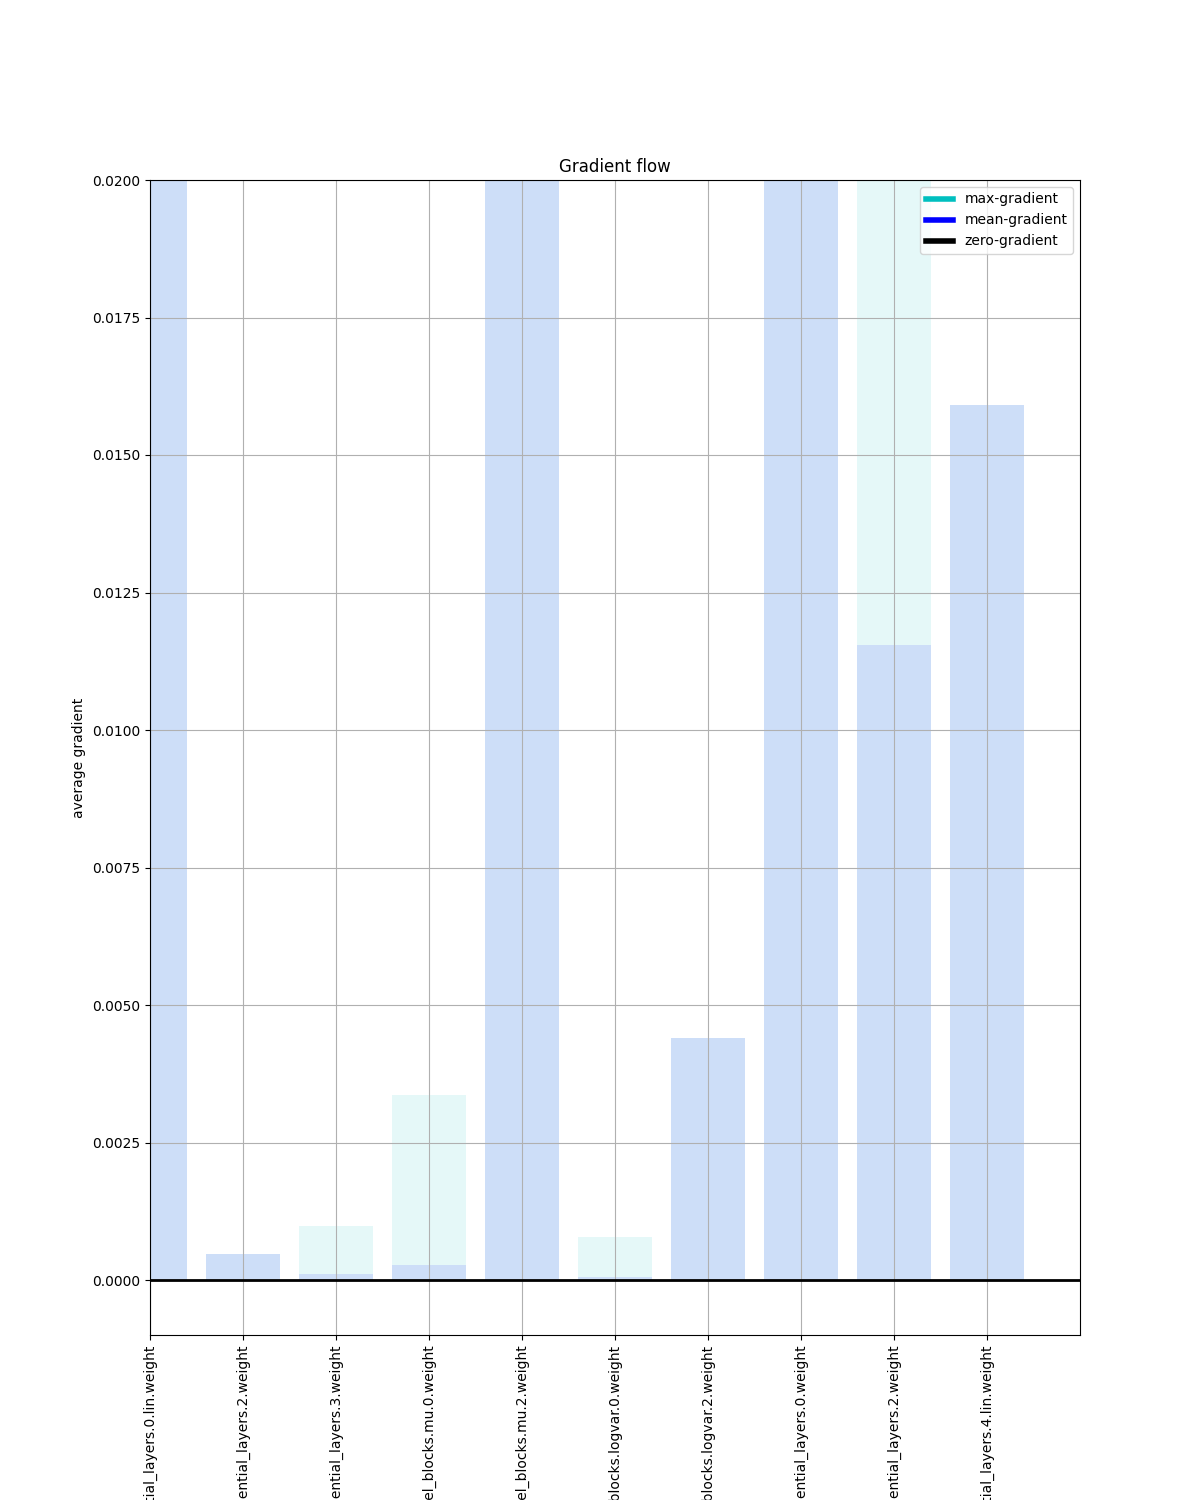 Gradient flow
max-gradient
mean-gradient
zero-gradient
0.0200
0.0175
0.0150
0.0125
0.0100
0.0075
0.0050
0.0025
0.0000
average gradient
tial_layers.0.lin.weight
ential_layers.2.weight
ential_layers.3.weight
el_blocks.mu.0.weight
el_blocks.mu.2.weight
blocks.logvar.0.weight
blocks.logvar.2.weight
ential_layers.0.weight
ential_layers.2.weight
tial_layers.4.lin.weight